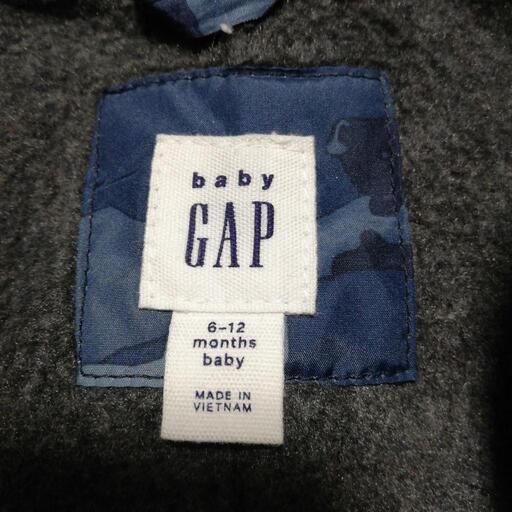 baby
GAP
6-12
months
baby
MADE IN
VIETNAM